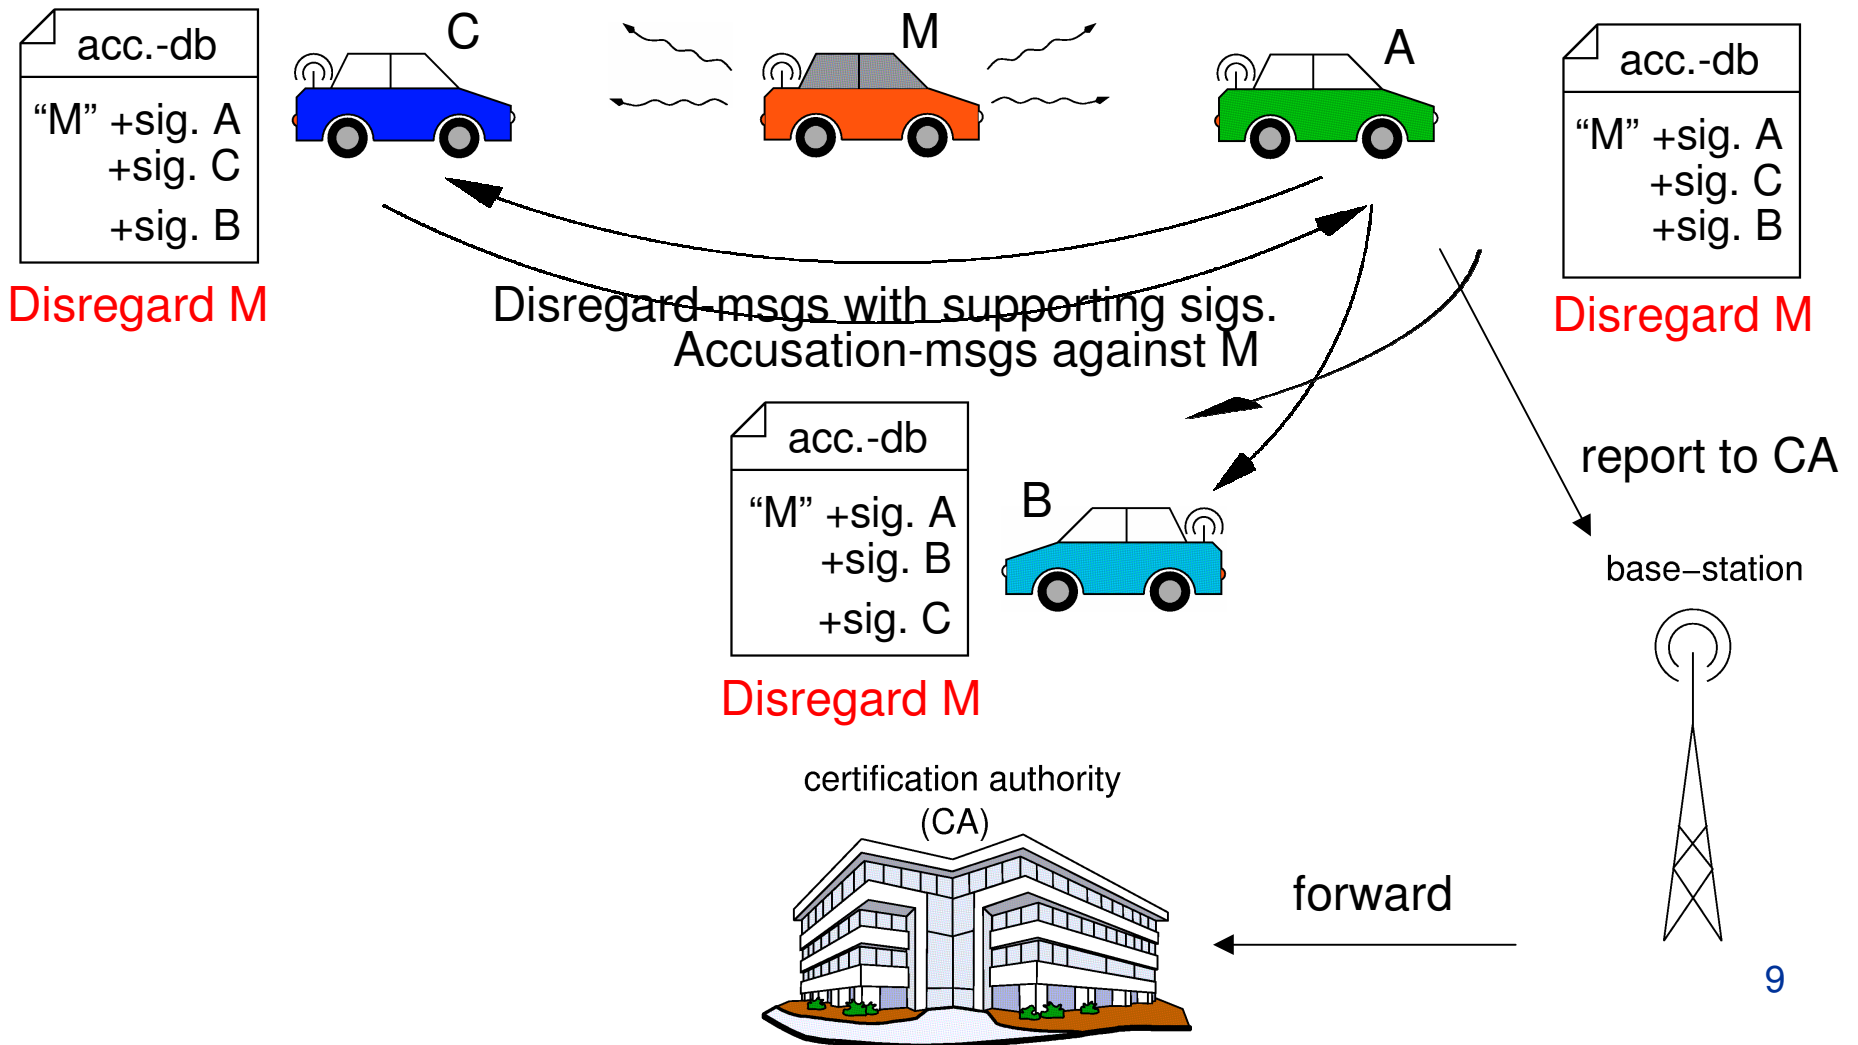 acc.-db
“M” +sig. A
+sig. C
+sig. B
Disregard M
C
M
A
acc.-db
“M” +sig. A
+sig. C
+sig. B
Disregard M
Disregard-msgs with supporting sigs.
Accusation-msgs against M
acc.-db
“M” +sig. A
+sig. B
+sig. C
Disregard M
B
report to CA
base–station
certification authority
(CA)
forward
9